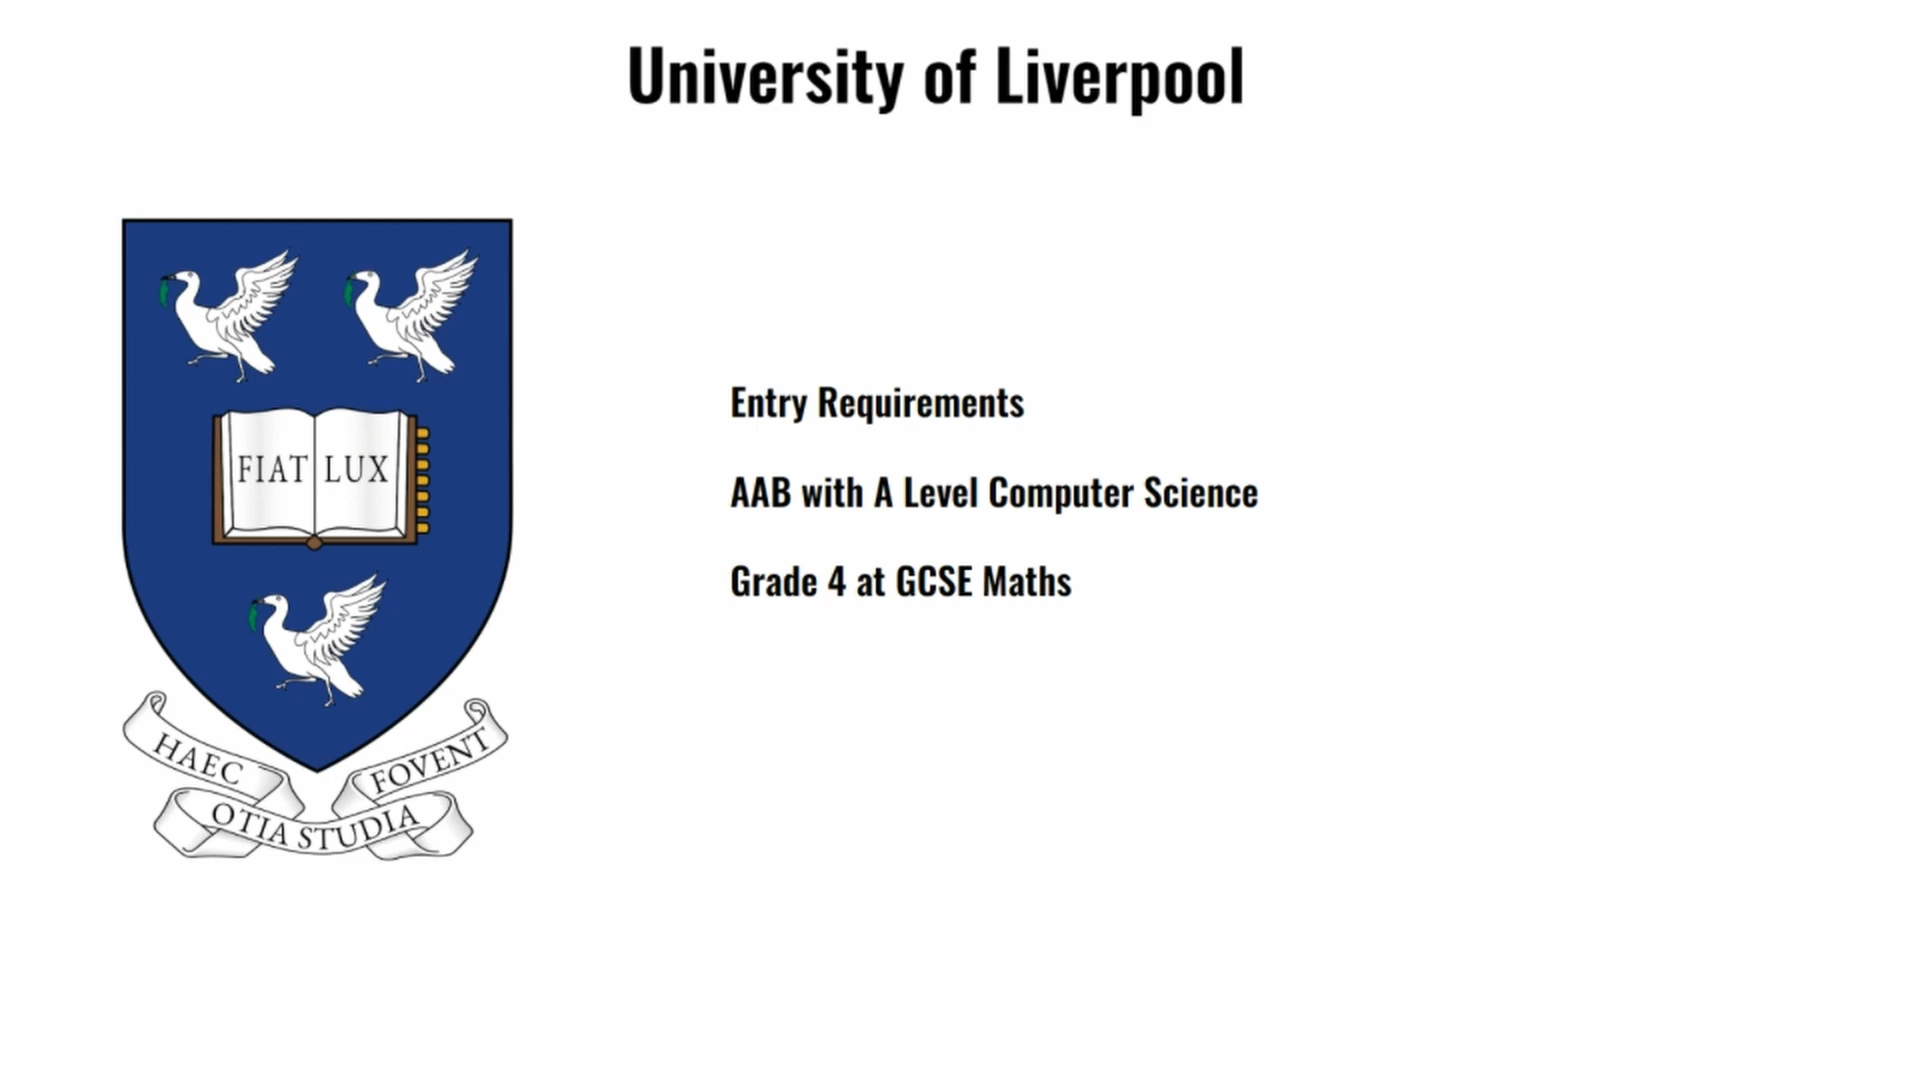 University of Liverpool
FIAT LUX
Entry Requirements
AAB with A Level Computer Science
Grade 4 at GCSE Maths
HAEC OTIA STUDIA FOVENT